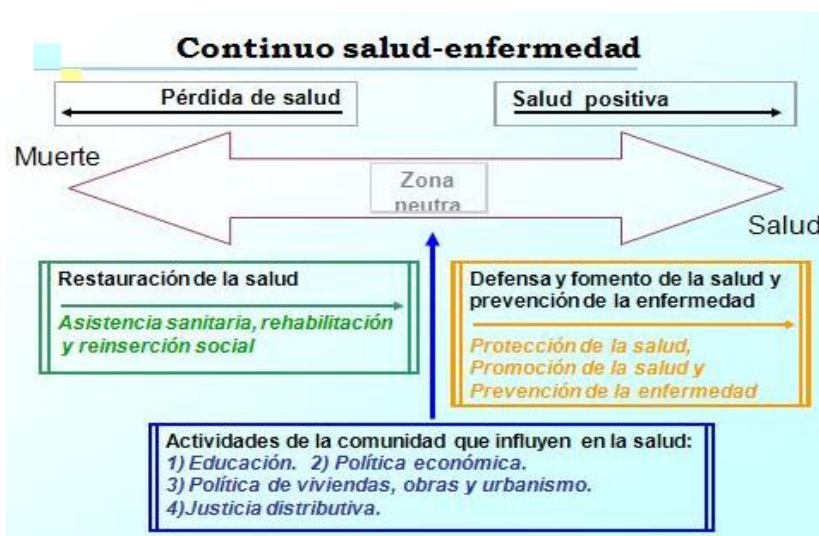 Continuo salud-enfermedad
Pérdida de salud
Salud positiva
Muerte
Zona
neutra
Salud
Restauración de la salud
Asistencia sanitaria, rehabilitación
y reinserción social
Defensa y fomento de la salud y
prevención de la enfermedad
Protección de la salud,
Promoción de la salud y
Prevención de la enfermedad
Actividades de la comunidad que influyen en la salud:
1) Educación. 2) Política económica.
3) Política de viviendas, obras y urbanismo.
4)Justicia distributiva.